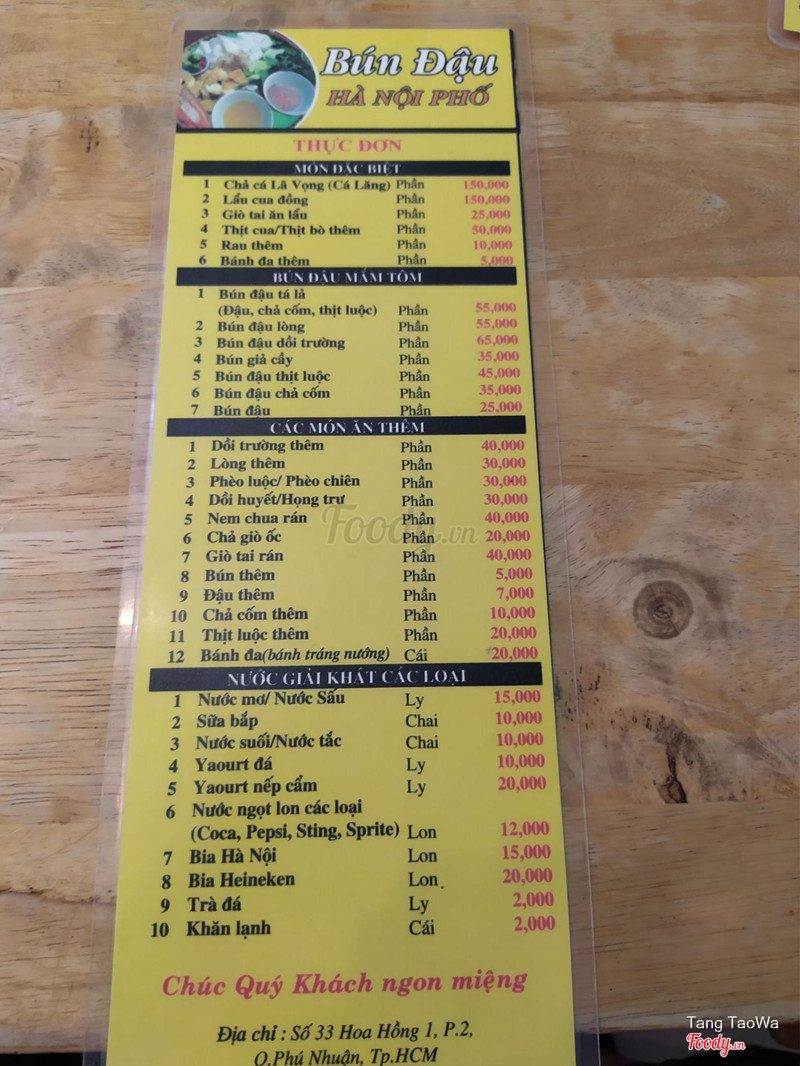 Bún Đậu
HÀ NỘI PHỐ
THỰC ĐƠN
MÓN ĐẶC BIỆT
1 Chả cá Lã Vọng (Cá Lăng) Phần 150,000
2 Lẩu cua đồng Phần 150,000
3 Giò tai ăn lẩu Phần 25,000
4 Thịt cua/Thịt bò thêm Phần 50,000
5 Rau thêm Phần 10,000
6 Bánh đa thêm Phần 5,000
BÚN ĐẬU MẮM TÔM
1 Bún đậu tá lả
(Đậu, chả cốm, thịt luộc) Phần 55,000
2 Bún đậu lòng Phần 55,000
3 Bún đậu dồi trường Phần 65,000
4 Bún giả cầy Phần 35,000
5 Bún đậu thịt luộc Phần 45,000
6 Bún đậu chả cốm Phần 35,000
7 Bún đậu Phần 25,000
CÁC MÓN ĂN THÊM
1 Dồi trường thêm Phần 40,000
2 Lòng thêm Phần 30,000
3 Phèo luộc/ Phèo chiên Phần 30,000
4 Dồi huyết/Họng trư Phần 30,000
5 Nem chua rán Phần 40,000
6 Chả giò ốc Phần 20,000
7 Giò tai rán Phần 40,000
8 Bún thêm Phần 5,000
9 Đậu thêm Phần 7,000
10 Chả cốm thêm Phần 10,000
11 Thịt luộc thêm Phần 20,000
12 Bánh đa(bánh tráng nướng) Cái 20,000
NƯỚC GIẢI KHÁT CÁC LOẠI
1 Nước mơ/ Nước Sấu Ly 15,000
2 Sữa bắp Chai 10,000
3 Nước suối/Nước tắc Chai 10,000
4 Yaourt đá Ly 10,000
5 Yaourt nếp cẩm Ly 20,000
6 Nước ngọt lon các loại
(Coca, Pepsi, Sting, Sprite) Lon 12,000
7 Bia Hà Nội Lon 15,000
8 Bia Heineken Lon 20,000
9 Trà đá Ly 2,000
10 Khăn lạnh Cái 2,000
Chúc Quý Khách ngon miệng
Địa chỉ : Số 33 Hoa Hồng 1, P.2,
Q.Phú Nhuận, Tp.HCM
Foody.vn
Tang TaoWa
Foody.vn